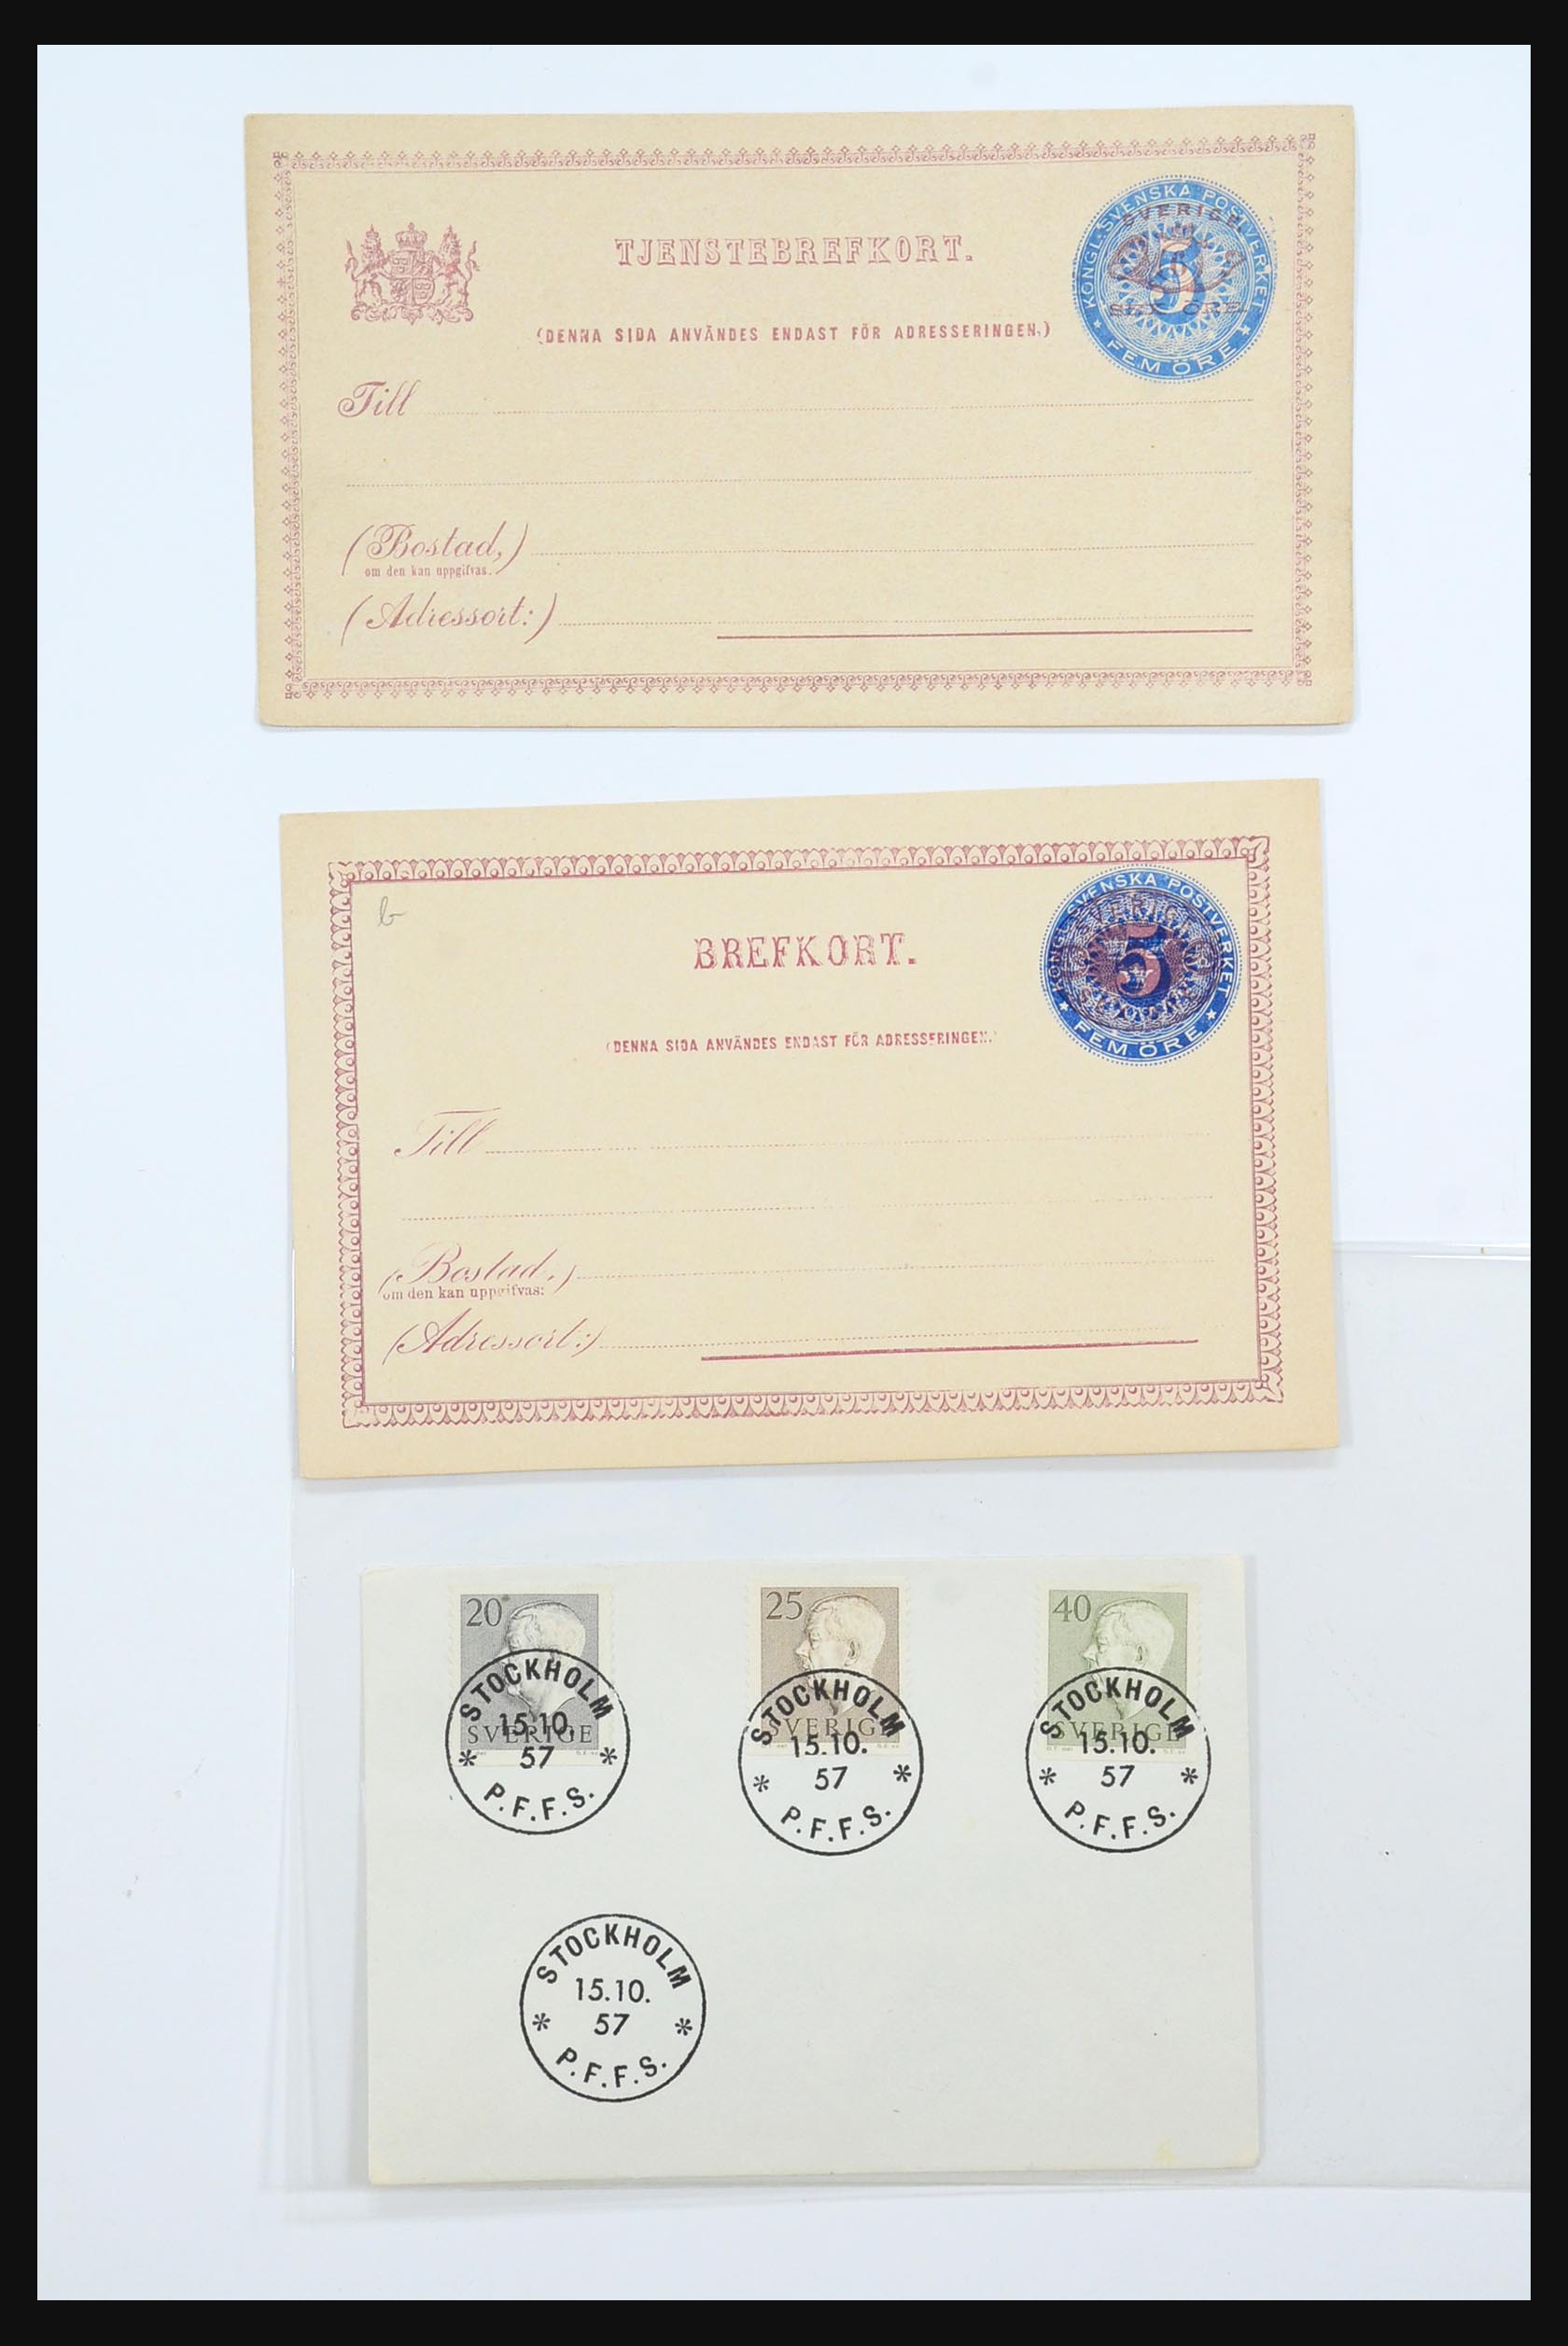 KONGL. SVENSKA POSTVERKET
SVERIGE
5
SEX ÖRE
★ FEM ÖRE ★
TJENSTEBREFKORT.
(DENNA SIDA ANVÄNDES ENDAST FÖR ADRESSERINGEN.)
Till
(Bostad,)
om den kan uppgifvas.
(Adressort:)
b
KONGL. SVENSKA POSTVERKET
SVERIGE
5
★ FEM ÖRE ★
BREFKORT.
(DENNA SIDA ANVÄNDES ENDAST FÖR ADRESSERINGEN.)
Till
(Bostad,)
om den kan uppgifvas:
(Adressort:)
20
SVERIGE
25
SVERIGE
40
SVERIGE
STOCKHOLM
15.10.
* 57 *
P.F.F.S.
STOCKHOLM
15.10.
* 57 *
P.F.F.S.
STOCKHOLM
15.10.
* 57 *
P.F.F.S.
STOCKHOLM
15.10.
* 57 *
P.F.F.S.